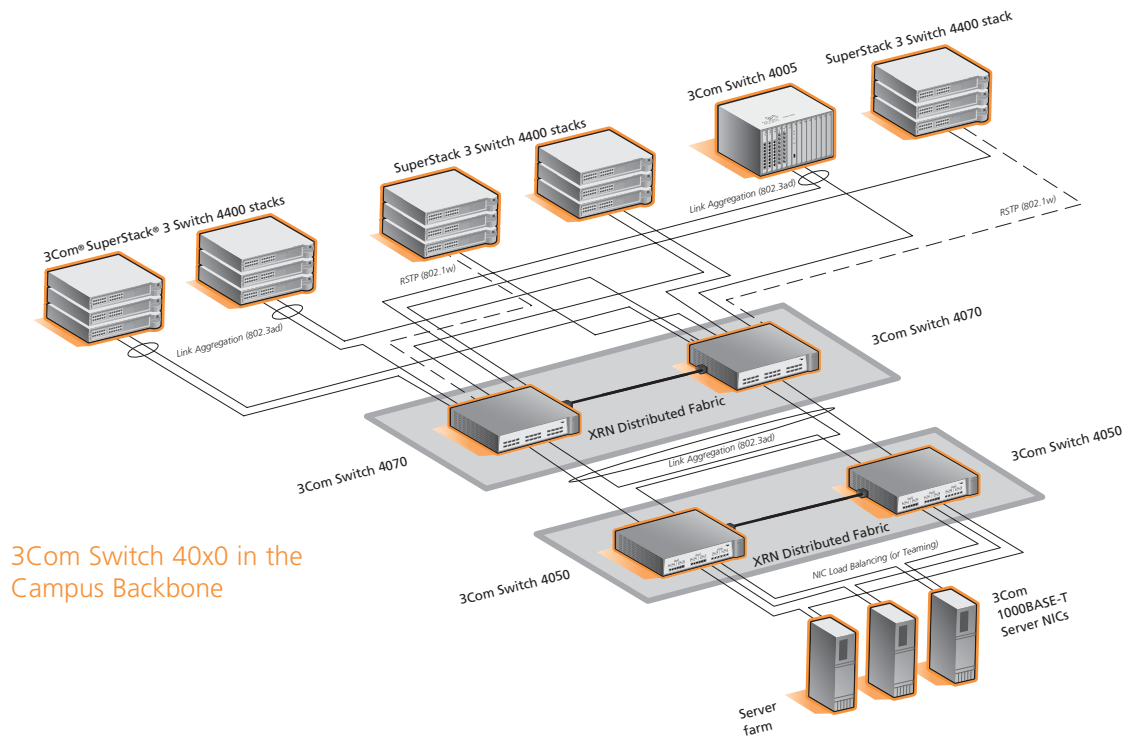 SuperStack 3 Switch 4400 stack
3Com Switch 4005
SuperStack 3 Switch 4400 stacks
3Com® SuperStack® 3 Switch 4400 stacks
Link Aggregation (802.3ad)
RSTP (802.1w)
RSTP (802.1w)
Link Aggregation (802.3ad)
3Com Switch 4070
XRN Distributed Fabric
3Com Switch 4070
Link Aggregation (802.3ad)
3Com Switch 4050
XRN Distributed Fabric
3Com Switch 4050
NIC Load Balancing (or Teaming)
3Com
1000BASE-T
Server NICs
Server
farm
3Com Switch 40x0 in the
Campus Backbone